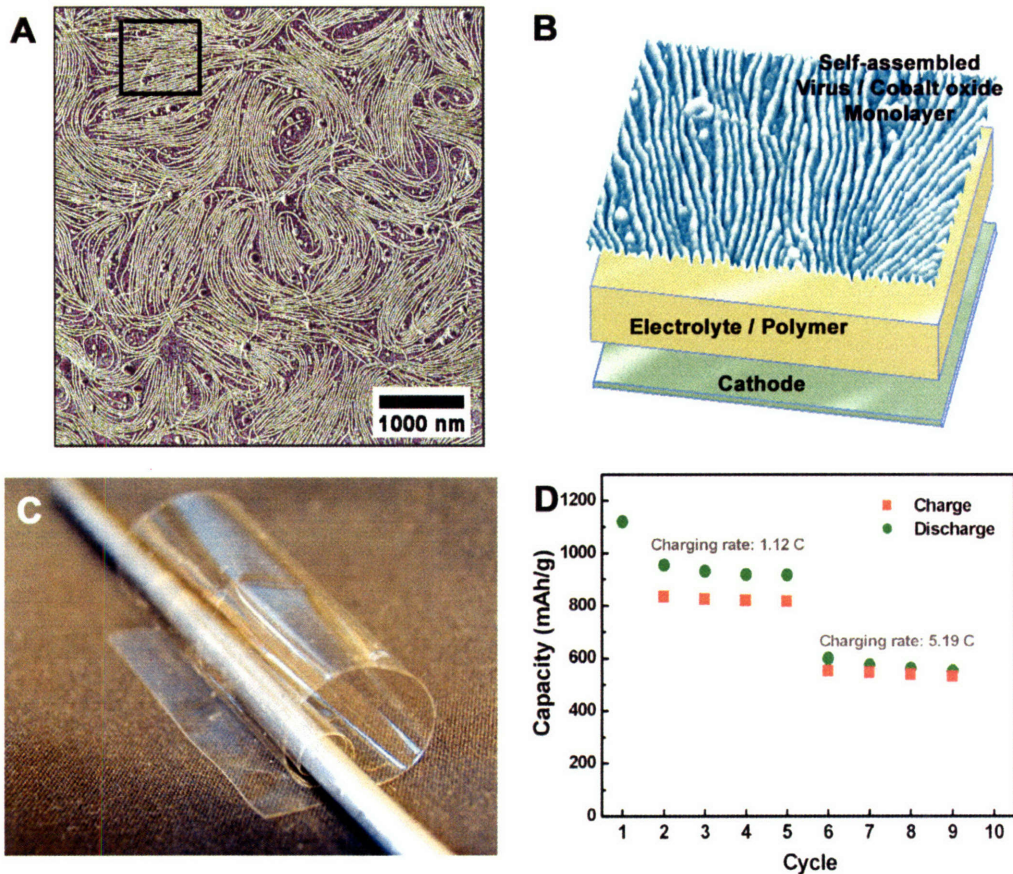 A
1000 nm
B
Self-assembled
Virus / Cobalt oxide
Monolayer
Electrolyte / Polymer
Cathode
C
D
Charge
Discharge
Charging rate: 1.12 C
Charging rate: 5.19 C
Capacity (mAh/g)
1200
1000
800
600
400
200
0
1 2 3 4 5 6 7 8 9 10
Cycle